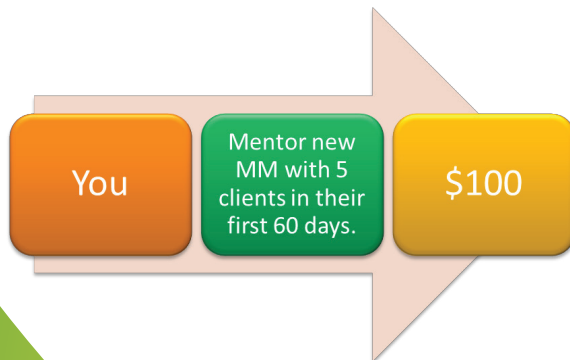 You
Mentor new
MM with 5
clients in their
first 60 days.
$100